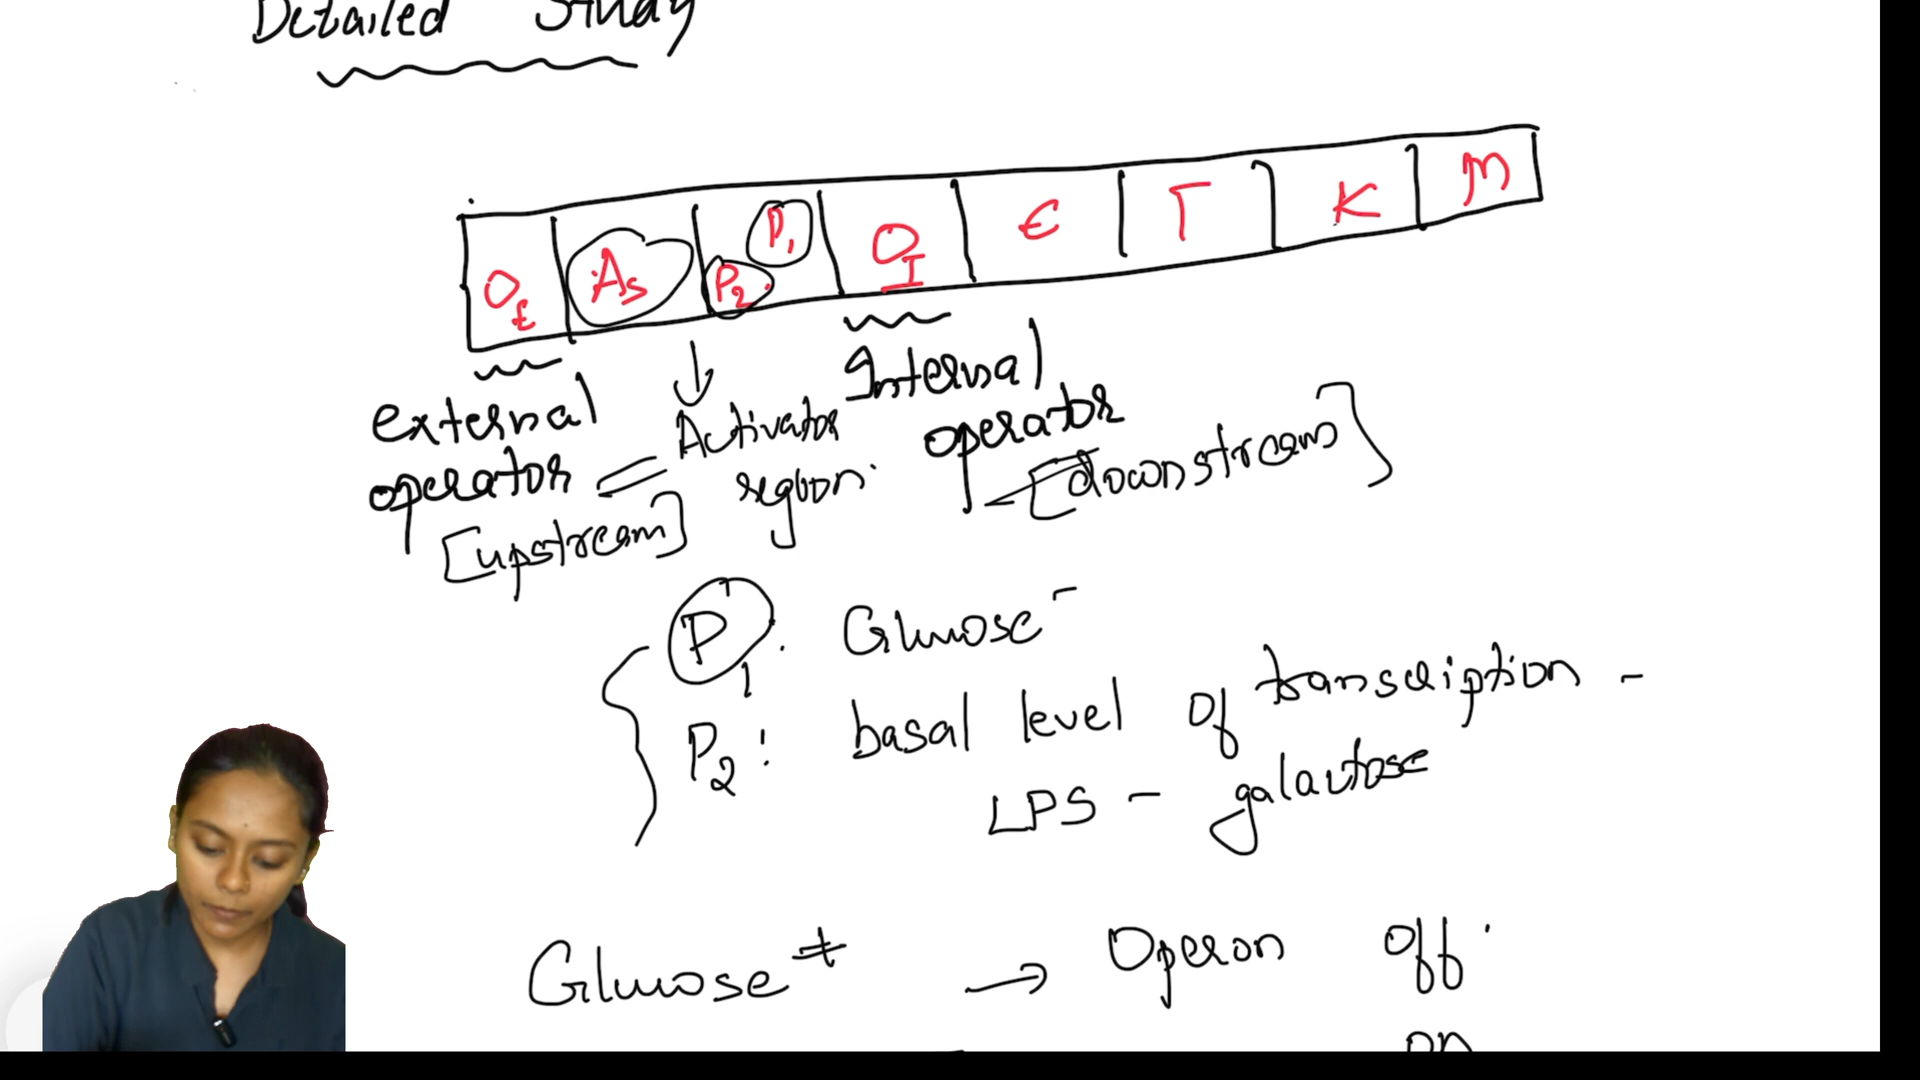 Detailed Study
OE As P2 P1 OI E T K M
external operator [upstream]
Activator region.
Internal operator [downstream]
P1: Glucose-
P2: basal level of transcription -
LPS - galactose
Glucose+ → Operon Off.
on